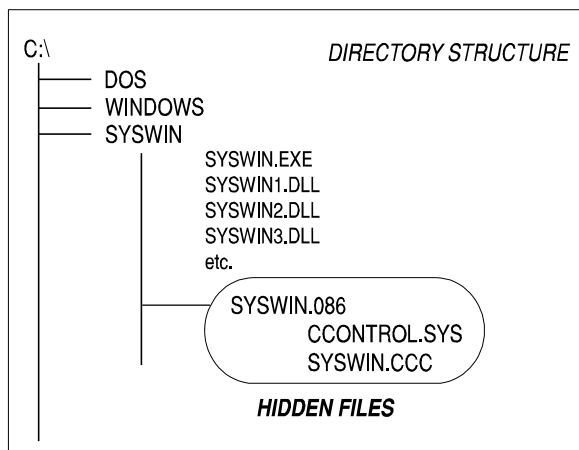 C:\
DIRECTORY STRUCTURE
DOS
WINDOWS
SYSWIN
SYSWIN.EXE
SYSWIN1.DLL
SYSWIN2.DLL
SYSWIN3.DLL
etc.
SYSWIN.086
CCONTROL.SYS
SYSWIN.CCC
HIDDEN FILES